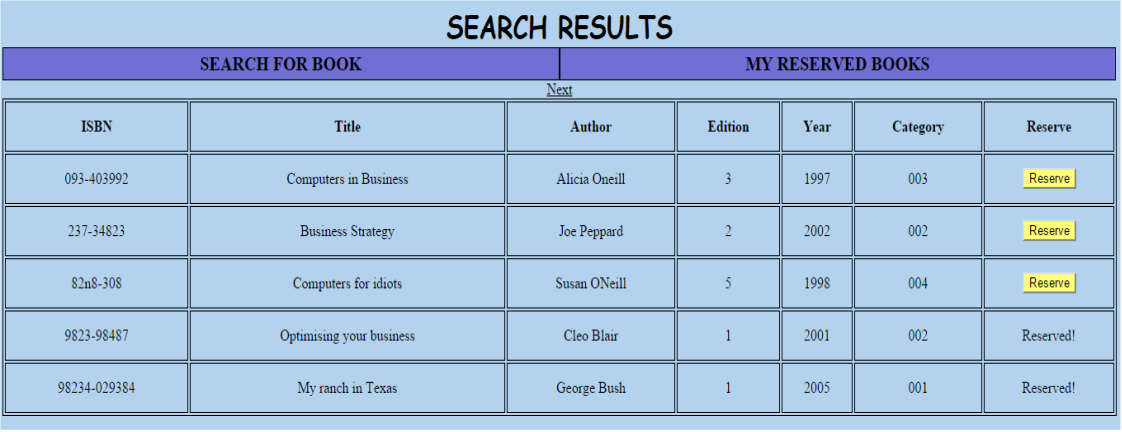 SEARCH RESULTS
SEARCH FOR BOOK MY RESERVED BOOKS
Next
ISBN Title Author Edition Year Category Reserve
093-403992 Computers in Business Alicia Oneill 3 1997 003 Reserve
237-34823 Business Strategy Joe Peppard 2 2002 002 Reserve
82n8-308 Computers for idiots Susan ONeill 5 1998 004 Reserve
9823-98487 Optimising your business Cleo Blair 1 2001 002 Reserved!
98234-029384 My ranch in Texas George Bush 1 2005 001 Reserved!